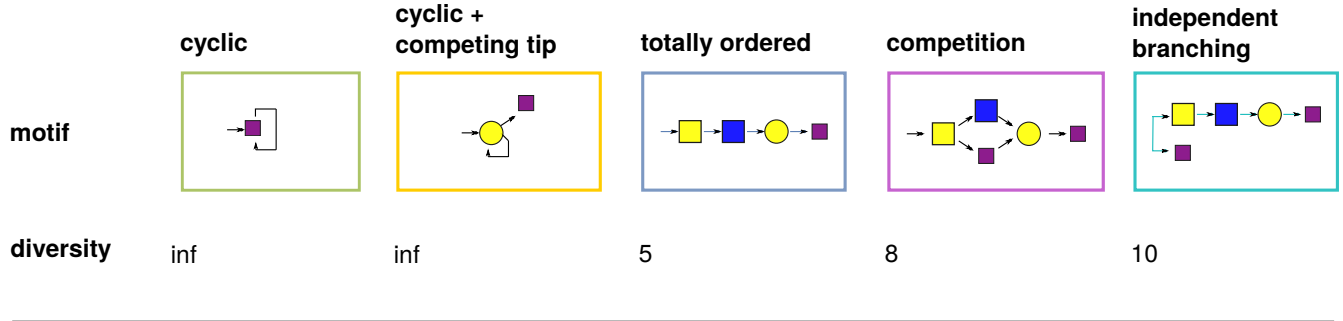 cyclic
cyclic +
competing tip
totally ordered
competition
independent
branching
motif
diversity
inf
inf
5
8
10